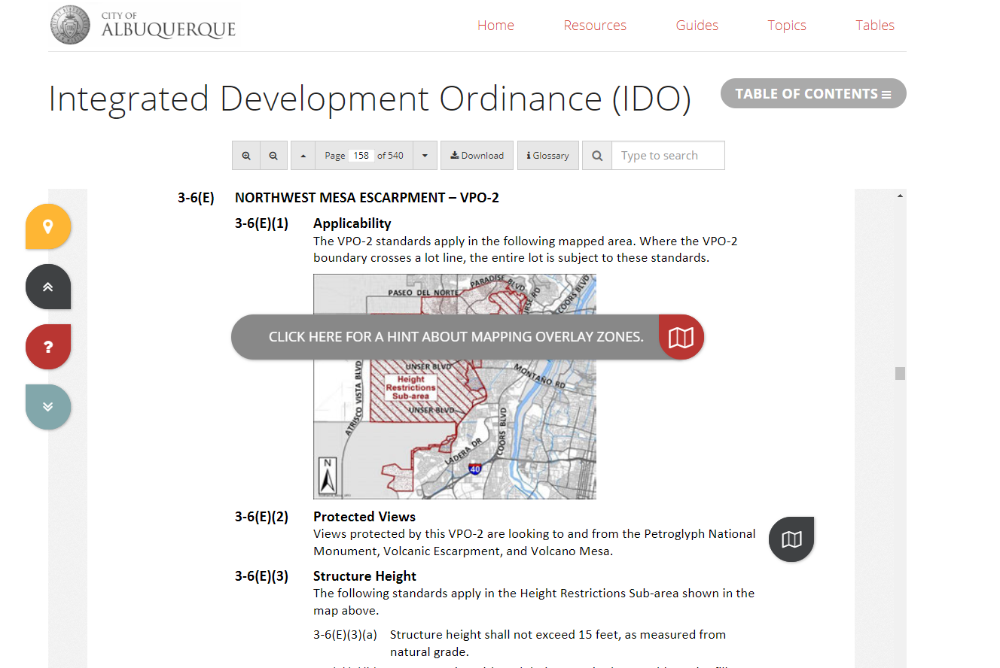 CITY OF
ALBUQUERQUE
Home Resources Guides Topics Tables
Integrated Development Ordinance (IDO)
TABLE OF CONTENTS
Page 158 of 540 Download Glossary Type to search
3-6(E) NORTHWEST MESA ESCARPMENT – VPO-2
3-6(E)(1) Applicability
The VPO-2 standards apply in the following mapped area. Where the VPO-2
boundary crosses a lot line, the entire lot is subject to these standards.
PARADISE BLVD
PASEO DEL NORTE
COORS BLVD
CLICK HERE FOR A HINT ABOUT MAPPING OVERLAY ZONES.
UNSER BLVD
MONTAÑO RD
Height
Restrictions
Sub-area
ATRISCO VISTA BLVD
UNSER BLVD
COORS BLVD
LADERA DR
N
40
3-6(E)(2) Protected Views
Views protected by this VPO-2 are looking to and from the Petroglyph National
Monument, Volcanic Escarpment, and Volcano Mesa.
?
3-6(E)(3) Structure Height
The following standards apply in the Height Restrictions Sub-area shown in the
map above.
3-6(E)(3)(a) Structure height shall not exceed 15 feet, as measured from
natural grade.